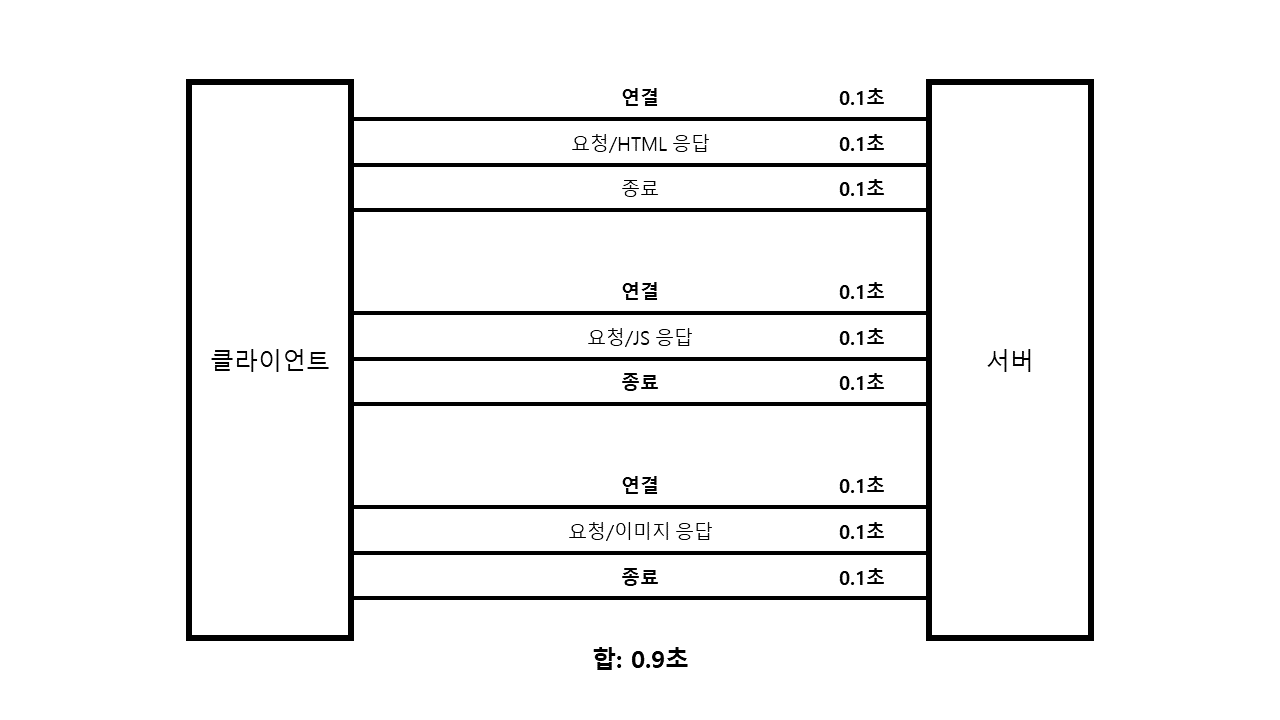 연결 0.1초
요청/HTML 응답 0.1초
종료 0.1초
연결 0.1초
요청/JS 응답 0.1초
클라이언트
서버
종료 0.1초
연결 0.1초
요청/이미지 응답 0.1초
종료 0.1초
합: 0.9초